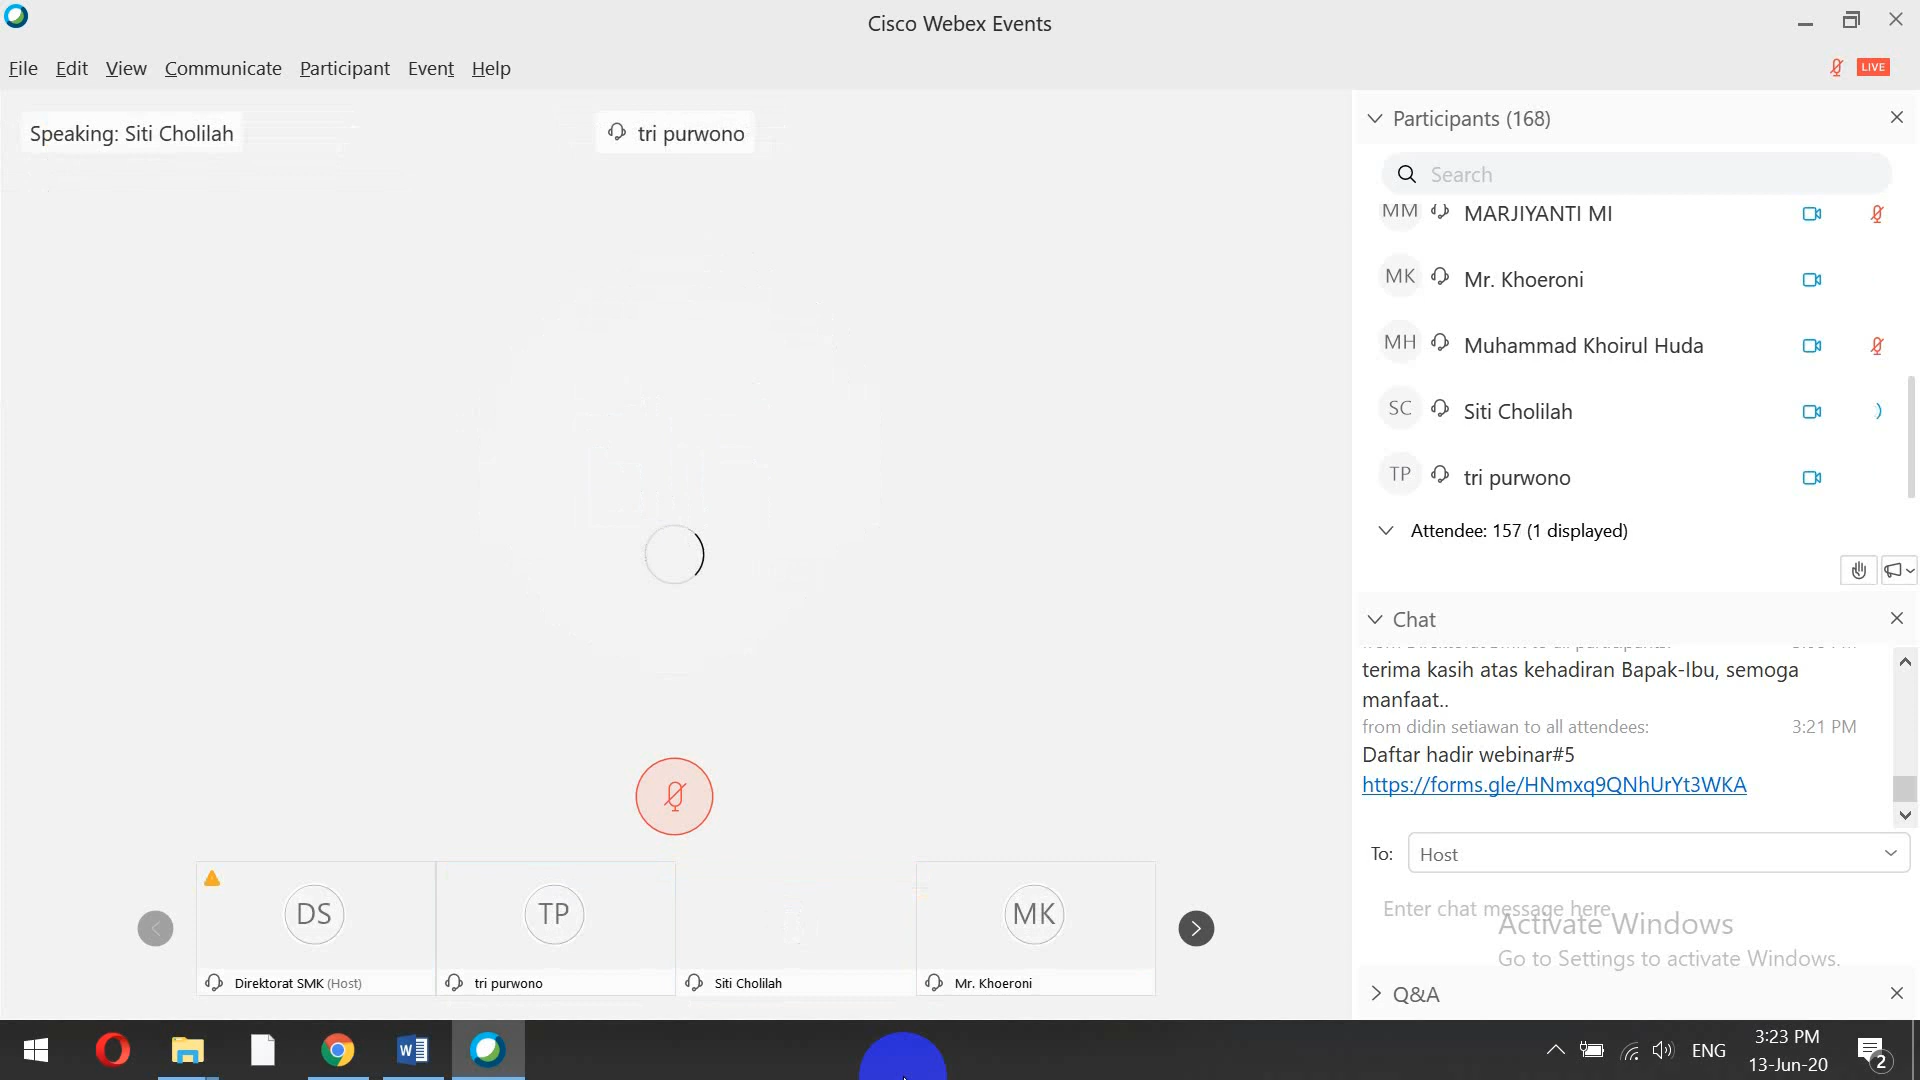 Cisco Webex Events
File Edit View Communicate Participant Event Help
LIVE
Speaking: Siti Cholilah
tri purwono
Participants (168)
Search
MM MARJIYANTI MI
MK Mr. Khoeroni
MH Muhammad Khoirul Huda
SC Siti Cholilah
TP tri purwono
Attendee: 157 (1 displayed)
Chat
terima kasih atas kehadiran Bapak-Ibu, semoga
manfaat..
from didin setiawan to all attendees: 3:21 PM
Daftar hadir webinar#5
https://forms.gle/HNmxq9QNhUrYt3WKA
To: Host
Enter chat message here
Activate Windows
Go to Settings to activate Windows.
Q&A
DS TP MK
Direktorat SMK (Host) tri purwono Siti Cholilah Mr. Khoeroni
ENG
3:23 PM
13-Jun-20
2